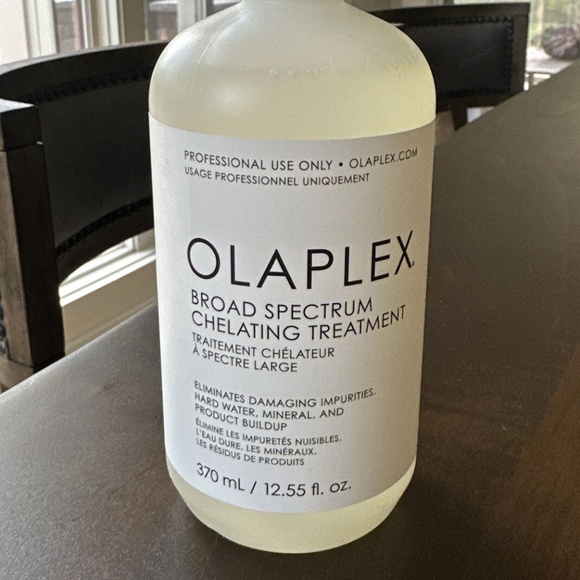 PROFESSIONAL USE ONLY • OLAPLEX.COM
USAGE PROFESSIONNEL UNIQUEMENT
OLAPLEX®
BROAD SPECTRUM
CHELATING TREATMENT
TRAITEMENT CHÉLATEUR
À SPECTRE LARGE
ELIMINATES DAMAGING IMPURITIES,
HARD WATER, MINERAL, AND
PRODUCT BUILDUP
ÉLIMINE LES IMPURETÉS NUISIBLES,
L'EAU DURE, LES MINÉRAUX,
LES RÉSIDUS DE PRODUITS
370 mL / 12.55 fl. oz.